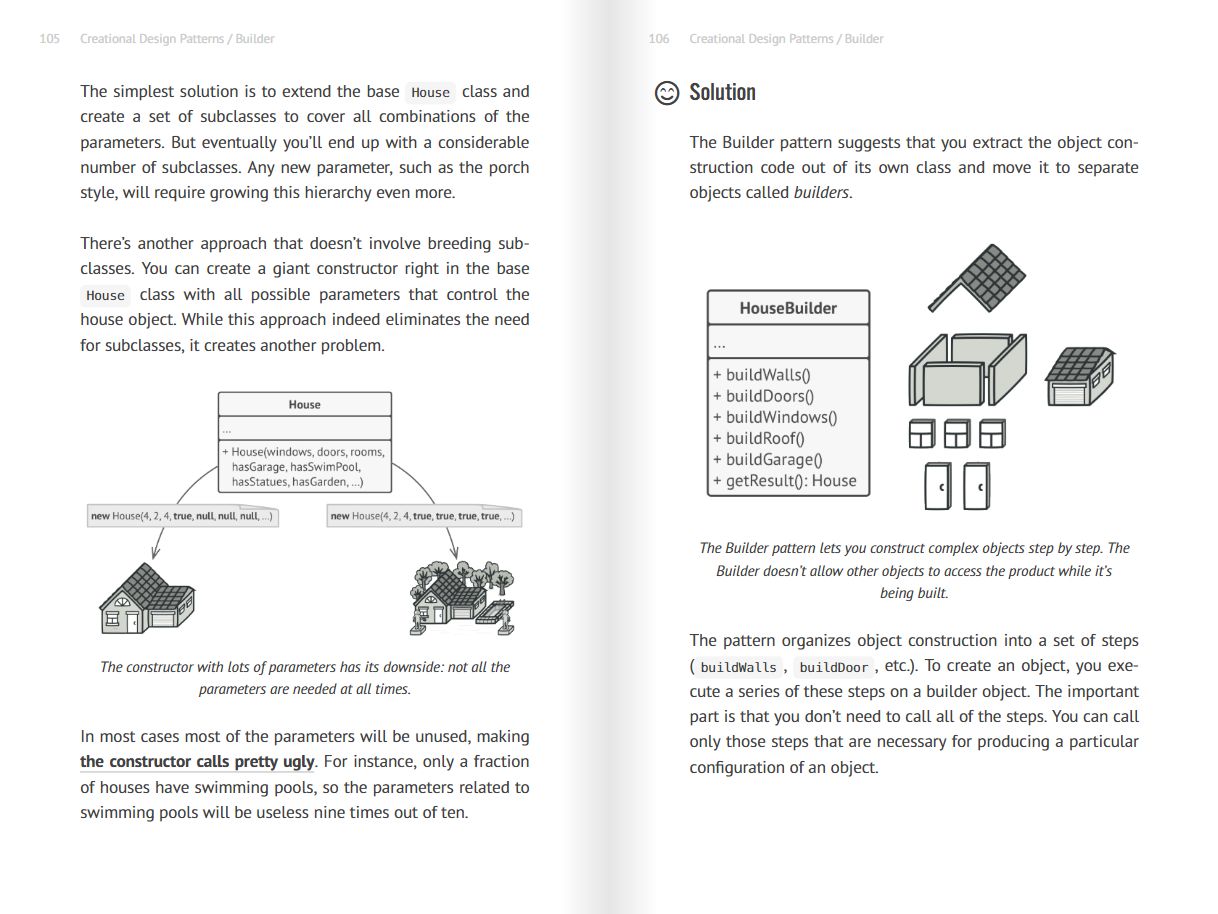 105 Creational Design Patterns / Builder
The simplest solution is to extend the base House class and
create a set of subclasses to cover all combinations of the
parameters. But eventually you’ll end up with a considerable
number of subclasses. Any new parameter, such as the porch
style, will require growing this hierarchy even more.
There’s another approach that doesn’t involve breeding sub-
classes. You can create a giant constructor right in the base
House class with all possible parameters that control the
house object. While this approach indeed eliminates the need
for subclasses, it creates another problem.
House
...
+ House(windows, doors, rooms,
hasGarage, hasSwimPool,
hasStatues, hasGarden, ...)
new House(4, 2, 4, true, null, null, null, ...)
new House(4, 2, 4, true, true, true, true, ...)
The constructor with lots of parameters has its downside: not all the
parameters are needed at all times.
In most cases most of the parameters will be unused, making
the constructor calls pretty ugly. For instance, only a fraction
of houses have swimming pools, so the parameters related to
swimming pools will be useless nine times out of ten.
106 Creational Design Patterns / Builder
Solution
The Builder pattern suggests that you extract the object con-
struction code out of its own class and move it to separate
objects called builders.
HouseBuilder
...
+ buildWalls()
+ buildDoors()
+ buildWindows()
+ buildRoof()
+ buildGarage()
+ getResult(): House
The Builder pattern lets you construct complex objects step by step. The
Builder doesn’t allow other objects to access the product while it’s
being built.
The pattern organizes object construction into a set of steps
( buildWalls , buildDoor , etc.). To create an object, you exe-
cute a series of these steps on a builder object. The important
part is that you don’t need to call all of the steps. You can call
only those steps that are necessary for producing a particular
configuration of an object.